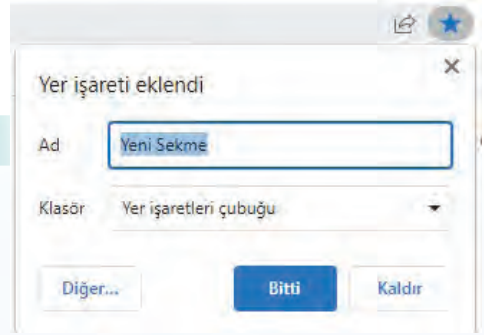 Yer işareti eklendi
Ad Yeni Sekme
Klasör Yer işaretleri çubuğu
Diğer... Bitti Kaldır